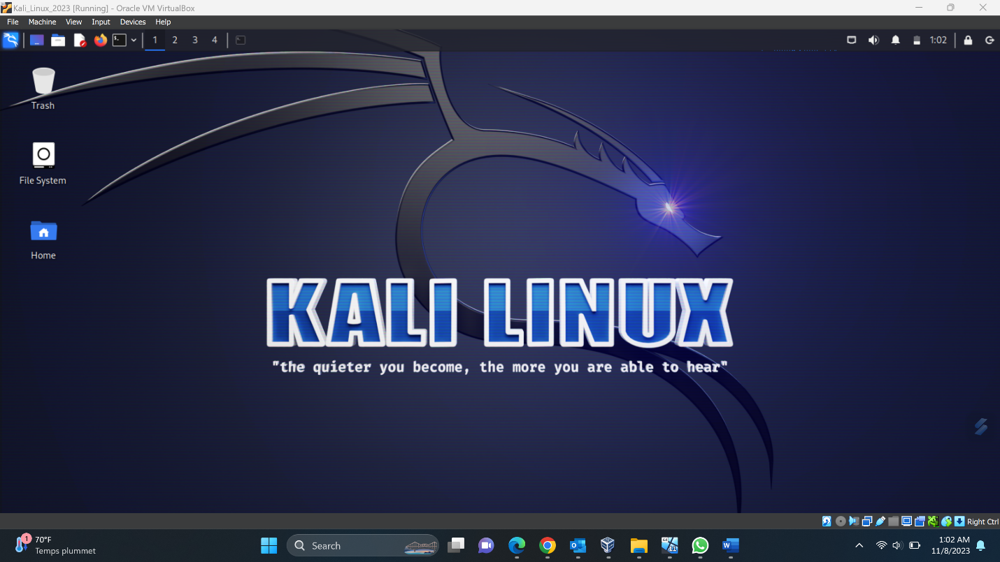 Kali_Linux_2023 [Running] - Oracle VM VirtualBox
File Machine View Input Devices Help
1 2 3 4
1:02
Trash
File System
Home
KALI LINUX
"the quieter you become, the more you are able to hear"
Right Ctrl
1
70°F
Temps plummet
Search
64
11
W
1:02 AM
11/8/2023